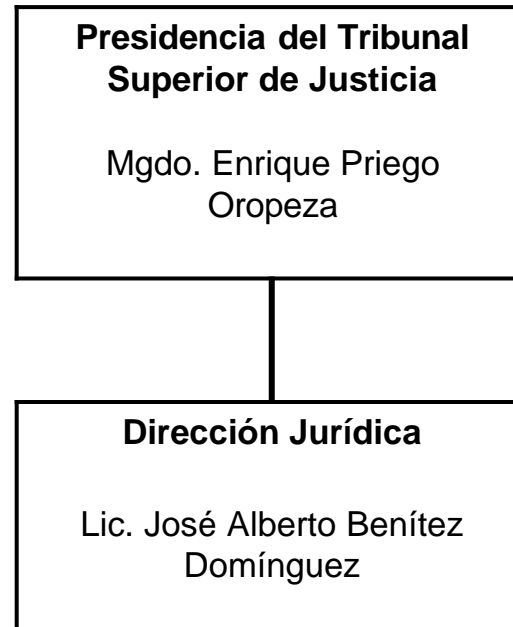 Presidencia del Tribunal
Superior de Justicia
Mgdo. Enrique Priego
Oropeza
Dirección Jurídica
Lic. José Alberto Benítez
Domínguez